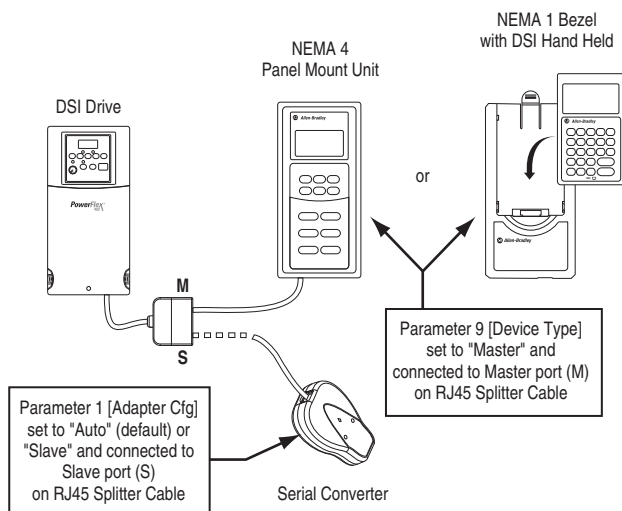 NEMA 1 Bezel
with DSI Hand Held
NEMA 4
Panel Mount Unit
DSI Drive
Allen-Bradley
Allen-Bradley
PowerFlex
or
Allen-Bradley
M
S
Parameter 9 [Device Type]
set to "Master" and
connected to Master port (M)
on RJ45 Splitter Cable
Parameter 1 [Adapter Cfg]
set to "Auto" (default) or
"Slave" and connected to
Slave port (S)
on RJ45 Splitter Cable
Serial Converter